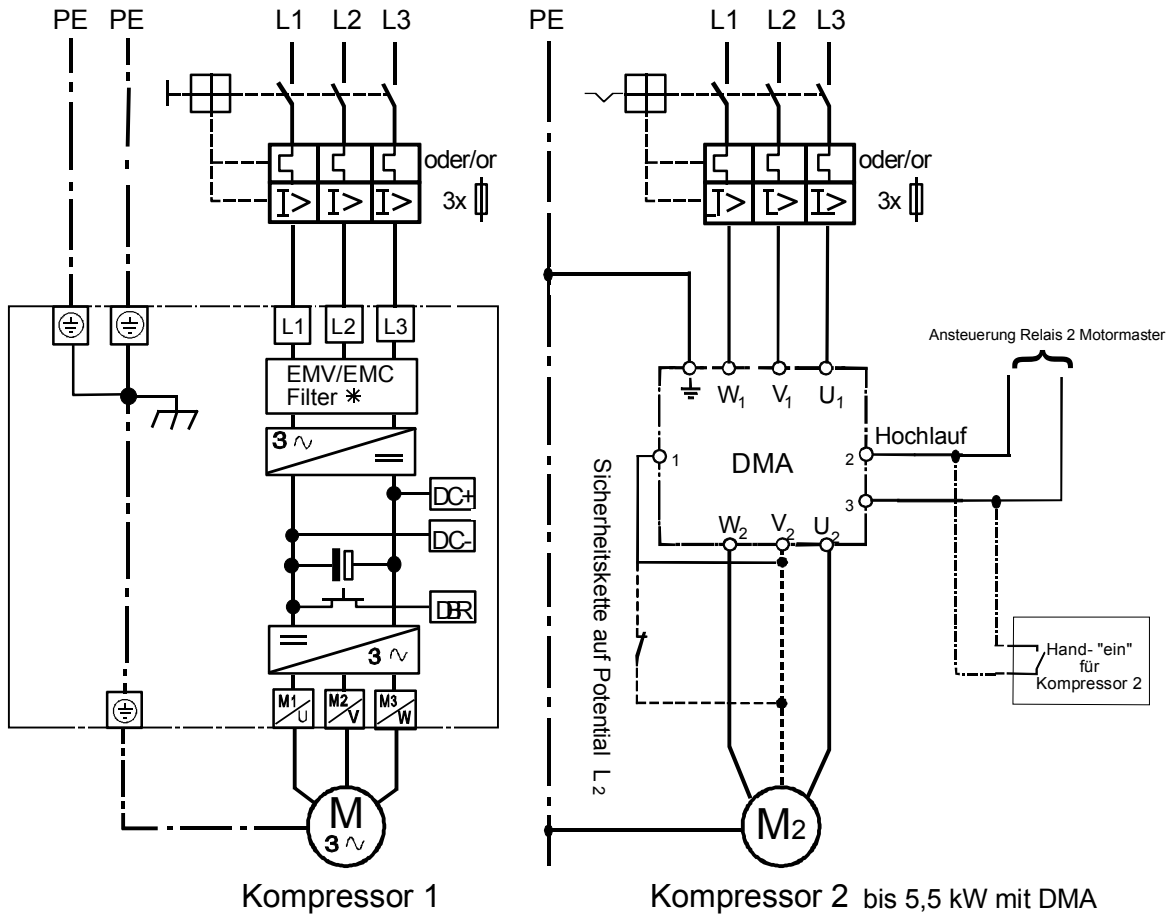 PE PE L1 L2 L3 PE L1 L2 L3
oder/or
3x
I> I> I>
oder/or
3x
I> I> I>
L1 L2 L3
EMV/EMC
Filter *
3 ∿
=
DC+
DC-
DBR
=
3 ∿
M1/U M2/V M3/W
M
3 ∿
Kompressor 1
Ansteuerung Relais 2 Motormaster
W1 V1 U1
Hochlauf
1 DMA 2
3
W2 V2 U2
Sicherheitskette auf Potential L2
Hand- "ein"
für
Kompressor 2
M2
Kompressor 2 bis 5,5 kW mit DMA